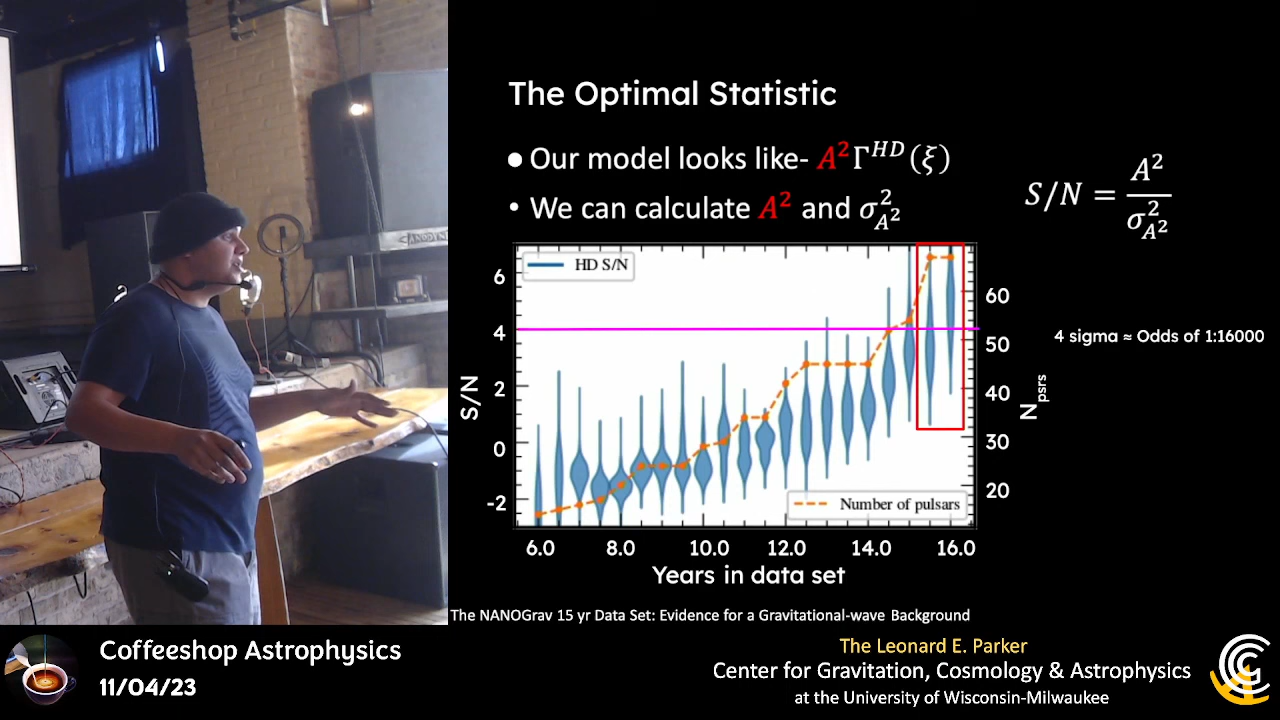 The Optimal Statistic
● Our model looks like- A²Γᴴᴰ(ξ)
• We can calculate A² and σ²_A²
S/N = A²/σ²_A²
HD S/N
6
4
2
0
-2
S/N
60
50
40
30
20
N_psrs
Number of pulsars
6.0 8.0 10.0 12.0 14.0 16.0
Years in data set
4 sigma ≈ Odds of 1:16000
The NANOGrav 15 yr Data Set: Evidence for a Gravitational-wave Background
Coffeeshop Astrophysics
11/04/23
The Leonard E. Parker
Center for Gravitation, Cosmology & Astrophysics
at the University of Wisconsin-Milwaukee